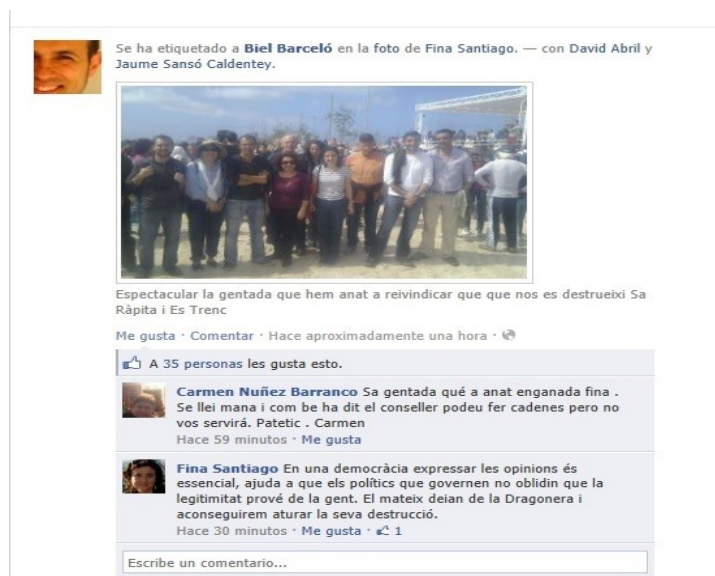 Se ha etiquetado a Biel Barceló en la foto de Fina Santiago. — con David Abril y
Jaume Sansó Caldentey.
Espectacular la gentada que hem anat a reivindicar que que nos es destrueixi Sa
Ràpita i Es Trenc
Me gusta · Comentar · Hace aproximadamente una hora ·
A 35 personas les gusta esto.
Carmen Nuñez Barranco Sa gentada qué a anat enganada fina .
Se llei mana i com be ha dit el conseller podeu fer cadenes pero no
vos servirá. Patetic . Carmen
Hace 59 minutos · Me gusta
Fina Santiago En una democràcia expressar les opinions és
essencial, ajuda a que els polítics que governen no oblidin que la
legitimitat prové de la gent. El mateix deian de la Dragonera i
aconseguirem aturar la seva destrucció.
Hace 30 minutos · Me gusta · 1
Escribe un comentario...